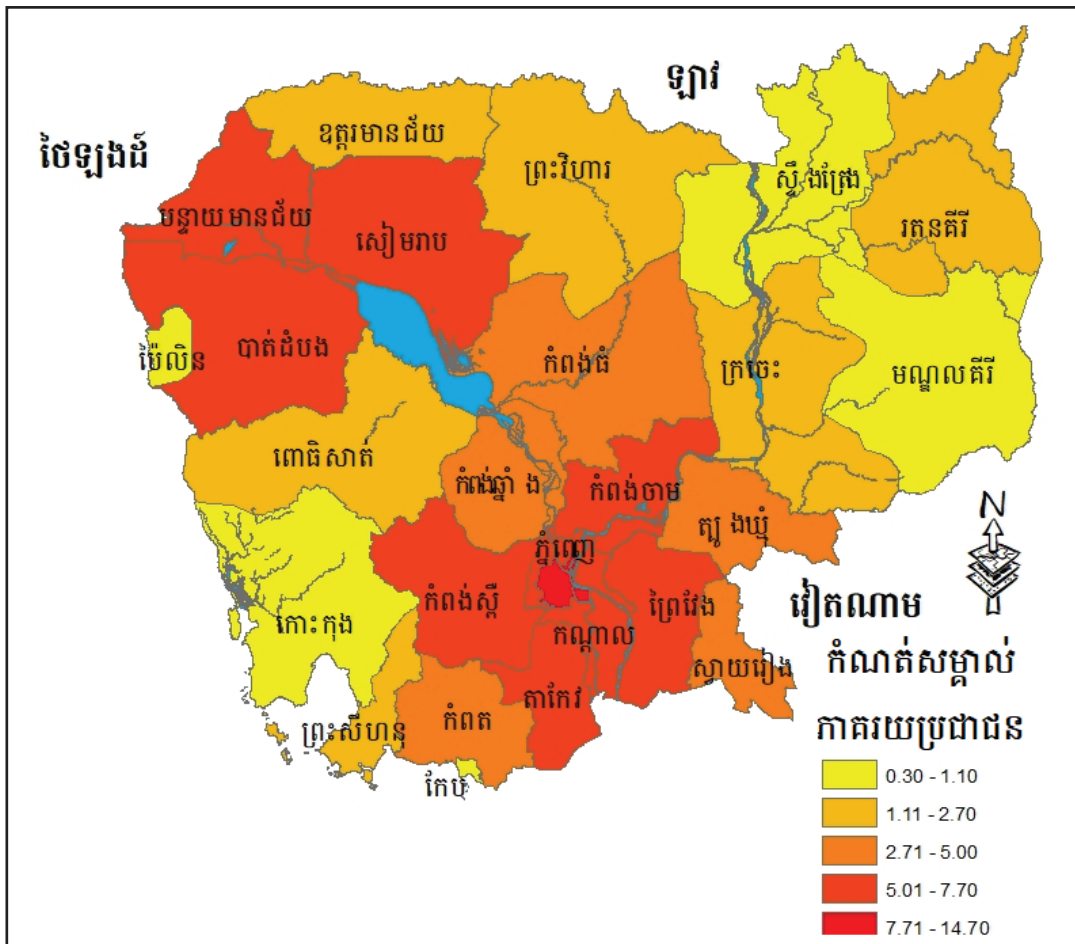 ឡាវ
ថៃឡងដ៍
ឧត្តរមានជ័យ
ព្រះវិហារ
ស្ទឹងត្រែង
រតនគីរី
បន្ទាយមានជ័យ
សៀមរាប
ប៉ៃលិន
បាត់ដំបង
កំពង់ធំ
ក្រចេះ
មណ្ឌលគីរី
ពោធិសាត់
កំពង់ឆ្នាំង
កំពង់ចាម
ត្បូងឃ្មុំ
ភ្នំពេញ
កំពង់ស្ពឺ
ព្រៃវែង
កណ្តាល
កោះកុង
តាកែវ
ស្វាយរៀង
ព្រះសីហនុ
កំពត
កែប
N
វៀតណាម
កំណត់សម្គាល់
ភាគរយប្រជាជន
0.30 - 1.10
1.11 - 2.70
2.71 - 5.00
5.01 - 7.70
7.71 - 14.70